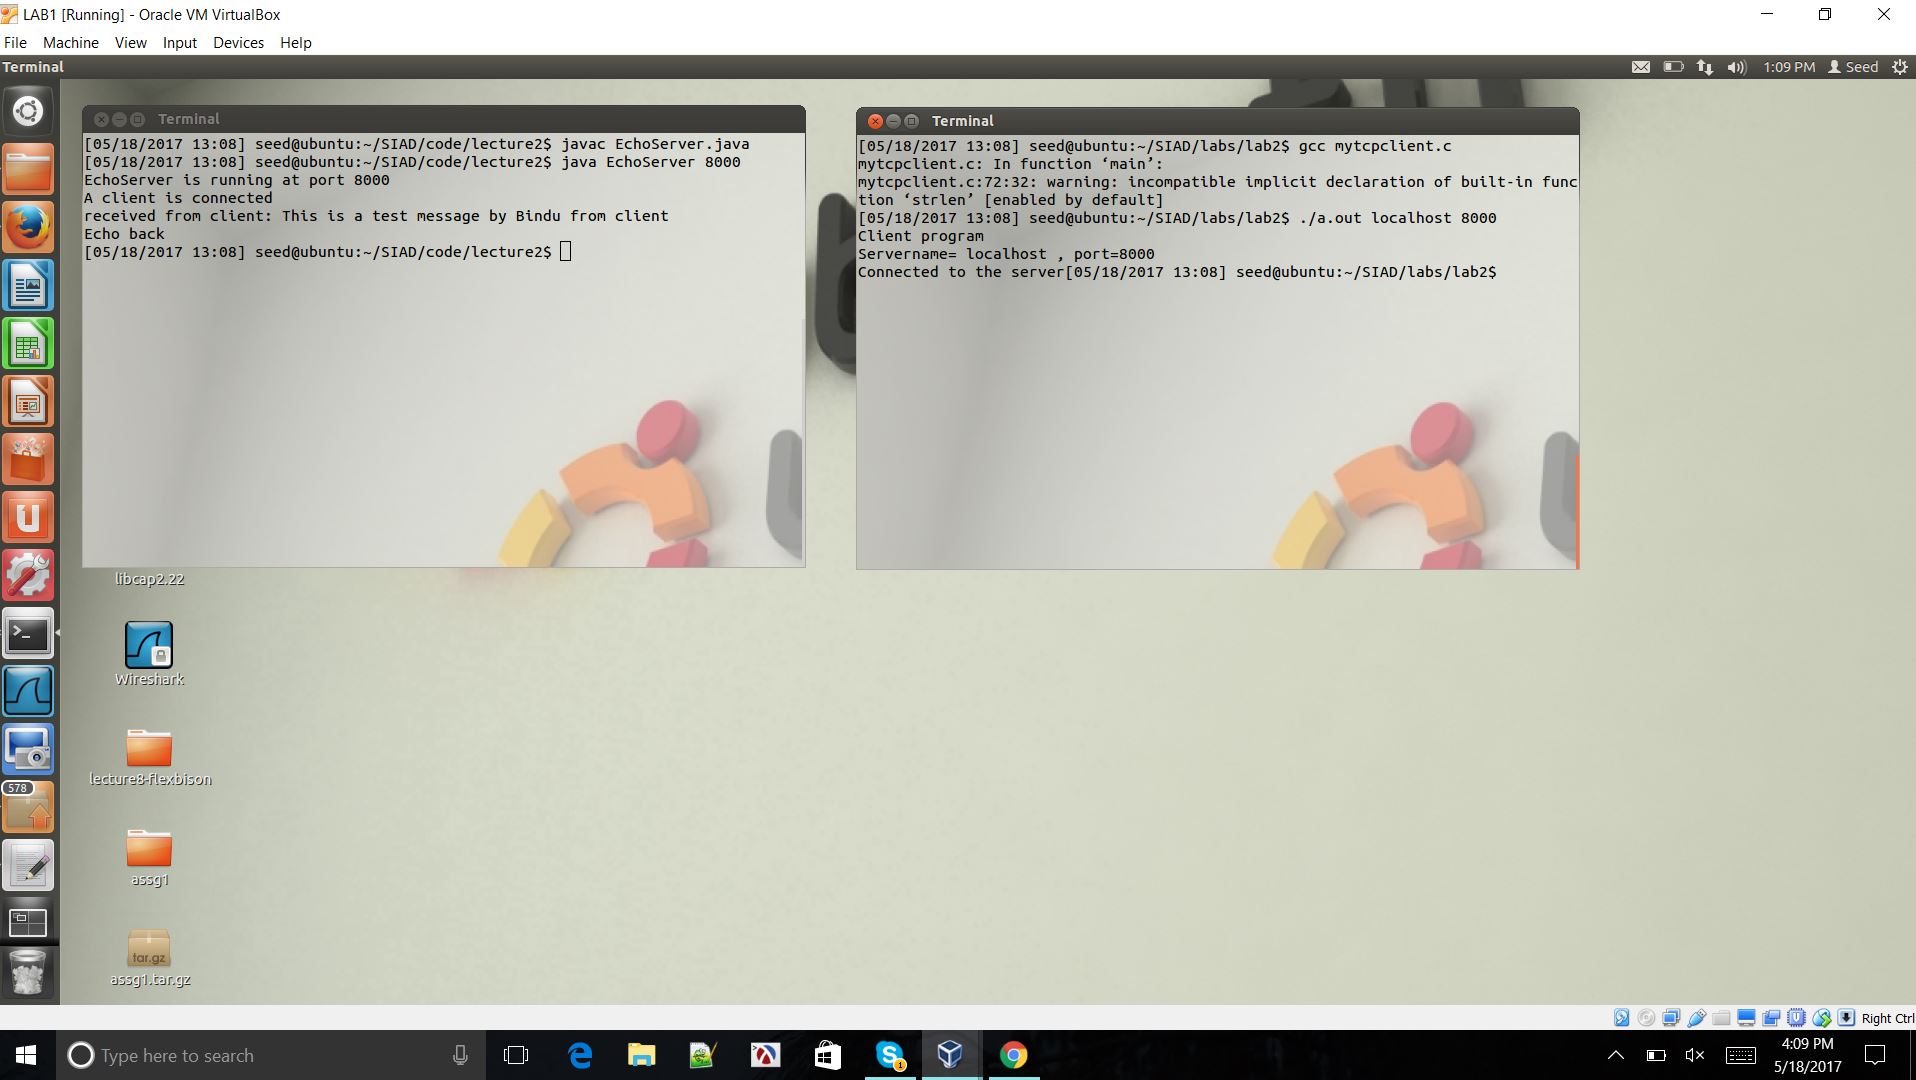 LAB1 [Running] - Oracle VM VirtualBox
File Machine View Input Devices Help
Terminal
1:09 PM Seed
Terminal
[05/18/2017 13:08] seed@ubuntu:~/SIAD/code/lecture2$ javac EchoServer.java
[05/18/2017 13:08] seed@ubuntu:~/SIAD/code/lecture2$ java EchoServer 8000
EchoServer is running at port 8000
A client is connected
received from client: This is a test message by Bindu from client
Echo back
[05/18/2017 13:08] seed@ubuntu:~/SIAD/code/lecture2$
Terminal
[05/18/2017 13:08] seed@ubuntu:~/SIAD/labs/lab2$ gcc mytcpclient.c
mytcpclient.c: In function ‘main’:
mytcpclient.c:72:32: warning: incompatible implicit declaration of built-in func
tion ‘strlen’ [enabled by default]
[05/18/2017 13:08] seed@ubuntu:~/SIAD/labs/lab2$ ./a.out localhost 8000
Client program
Servername= localhost , port=8000
Connected to the server[05/18/2017 13:08] seed@ubuntu:~/SIAD/labs/lab2$
libcap2.22
Wireshark
lecture8-flexbison
578
assg1
tar.gz
assg1.tar.gz
Right Ctrl
Type here to search
1
4:09 PM
5/18/2017